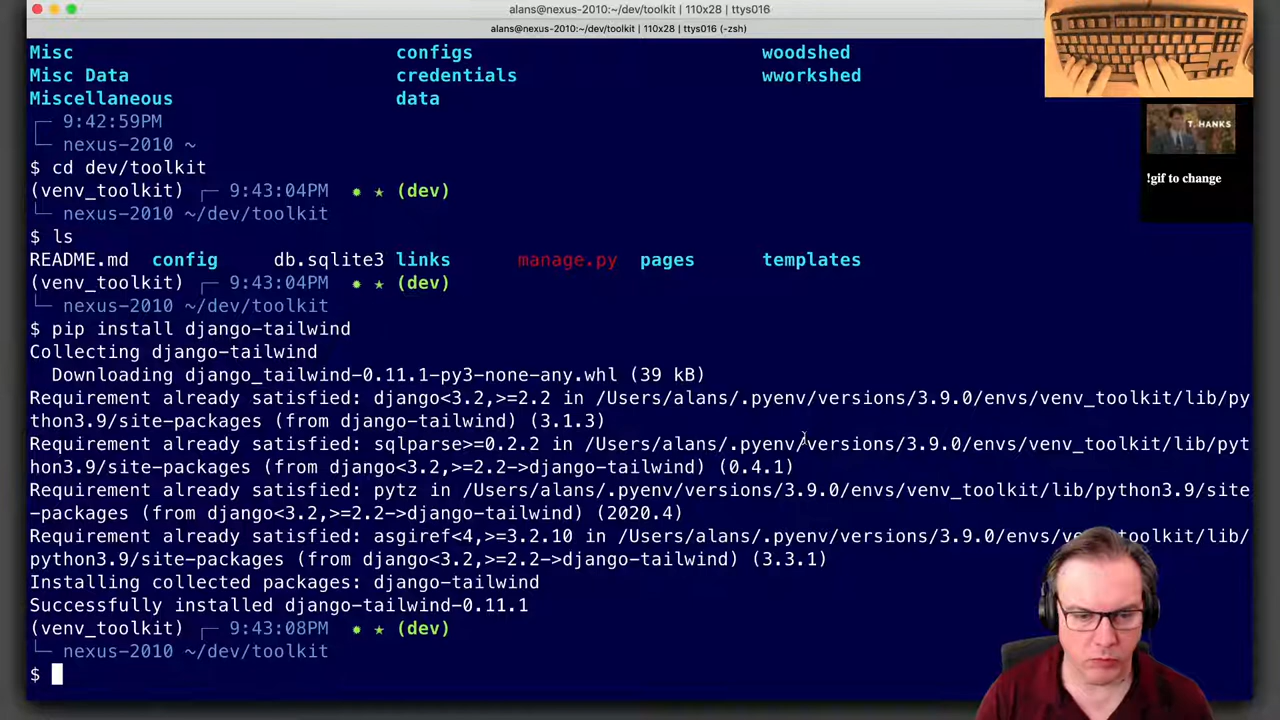 alans@nexus-2010:~/dev/toolkit | 110x28 | ttys016
alans@nexus-2010:~/dev/toolkit | 110x28 | ttys016 (-zsh)
Misc configs woodshed
Misc Data credentials wworkshed
Miscellaneous data
9:42:59PM
nexus-2010 ~
$ cd dev/toolkit
(venv_toolkit) ┌─ 9:43:04PM ✹ ★ (dev)
└─ nexus-2010 ~/dev/toolkit
$ ls
README.md config db.sqlite3 links manage.py pages templates
(venv_toolkit) ┌─ 9:43:04PM ✹ ★ (dev)
└─ nexus-2010 ~/dev/toolkit
$ pip install django-tailwind
Collecting django-tailwind
Downloading django_tailwind-0.11.1-py3-none-any.whl (39 kB)
Requirement already satisfied: django<3.2,>=2.2 in /Users/alans/.pyenv/versions/3.9.0/envs/venv_toolkit/lib/py
thon3.9/site-packages (from django-tailwind) (3.1.3)
Requirement already satisfied: sqlparse>=0.2.2 in /Users/alans/.pyenv/versions/3.9.0/envs/venv_toolkit/lib/pyt
hon3.9/site-packages (from django<3.2,>=2.2->django-tailwind) (0.4.1)
Requirement already satisfied: pytz in /Users/alans/.pyenv/versions/3.9.0/envs/venv_toolkit/lib/python3.9/site
-packages (from django<3.2,>=2.2->django-tailwind) (2020.4)
Requirement already satisfied: asgiref<4,>=3.2.10 in /Users/alans/.pyenv/versions/3.9.0/envs/venv_toolkit/lib/
python3.9/site-packages (from django<3.2,>=2.2->django-tailwind) (3.3.1)
Installing collected packages: django-tailwind
Successfully installed django-tailwind-0.11.1
(venv_toolkit) ┌─ 9:43:08PM ✹ ★ (dev)
└─ nexus-2010 ~/dev/toolkit
$
T. HANKS
!gif to change